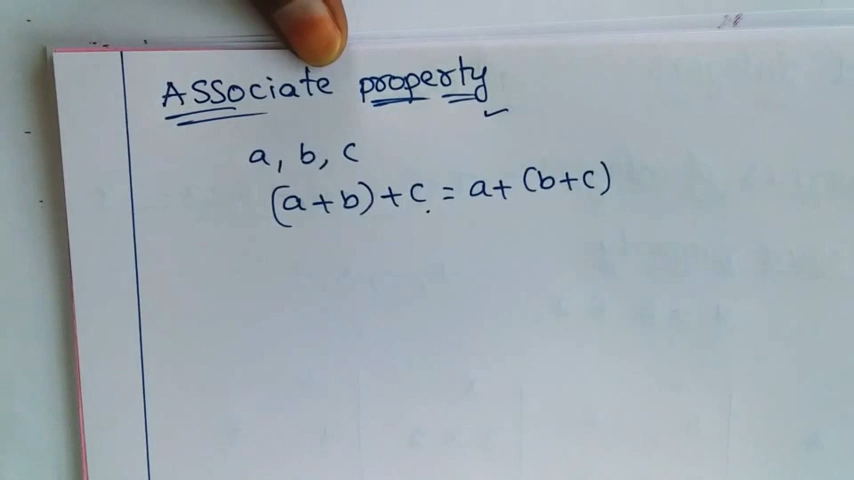 Associate property
a, b, c
(a+b)+c = a+(b+c)